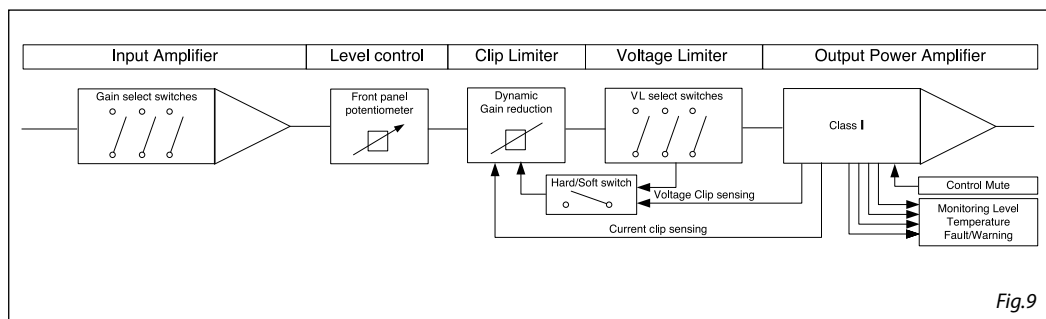 Input Amplifier
Level control
Clip Limiter
Voltage Limiter
Output Power Amplifier
Gain select switches
Front panel
potentiometer
Dynamic
Gain reduction
VL select switches
Class I
Hard/Soft switch
Voltage Clip sensing
Control Mute
Current clip sensing
Monitoring Level
Temperature
Fault/Warning
Fig.9